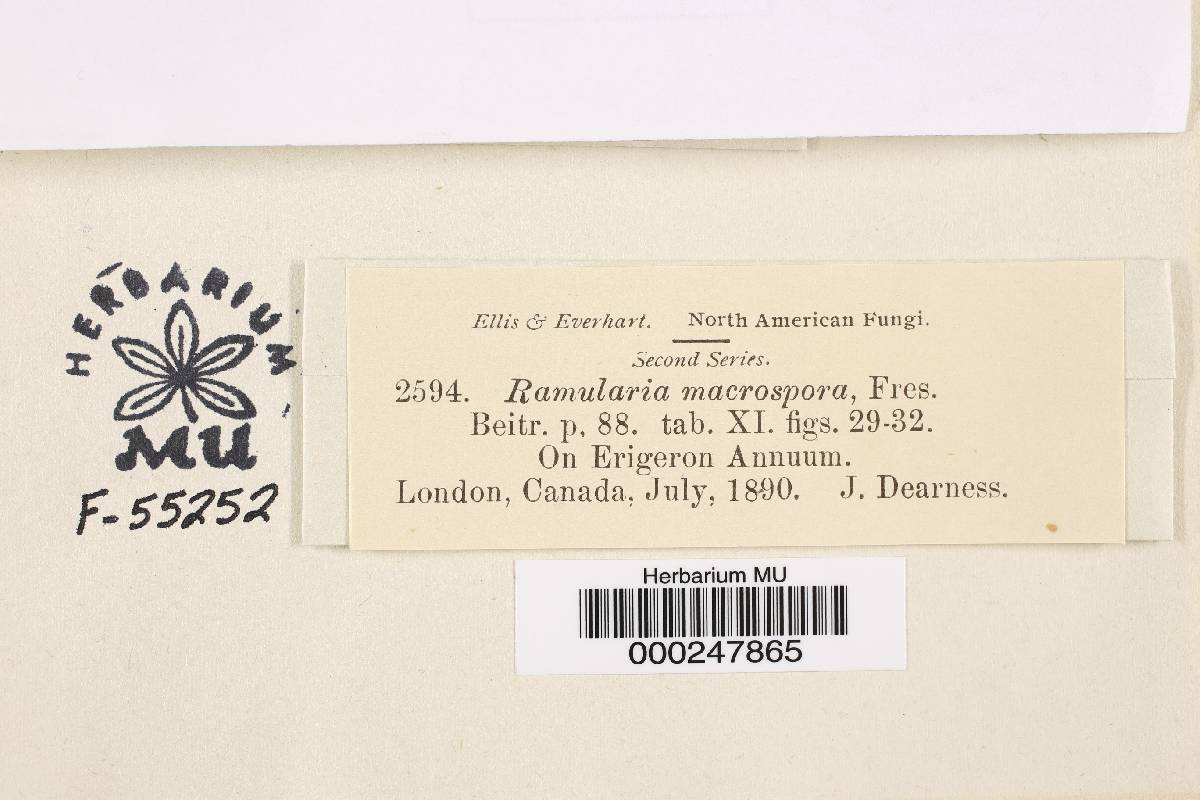 HERBARIUM
MU
F-55252
Ellis & Everhart. North American Fungi.
Second Series.
2594. Ramularia macrospora, Fres.
Beitr. p. 88. tab. XI. figs. 29-32.
On Erigeron Annuum.
London, Canada, July, 1890. J. Dearness.
Herbarium MU
000247865